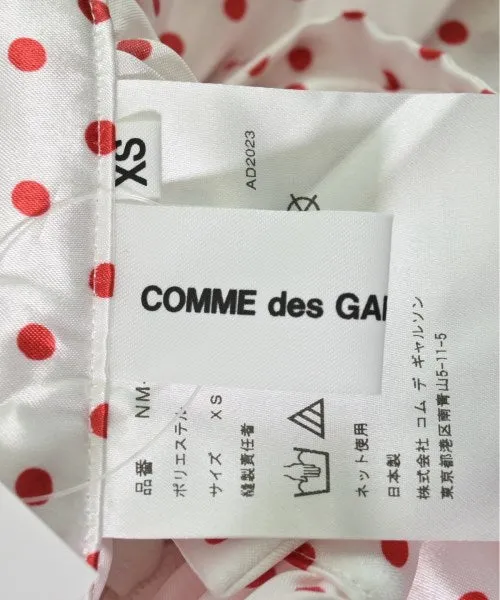 COMME des GA
XS
AD2023
品番 NM-
ポリエステル
サイズ XS
縫製責任者
ネット使用
日本製
株式会社 コム デ ギャルソン
東京都港区南青山5-11-5